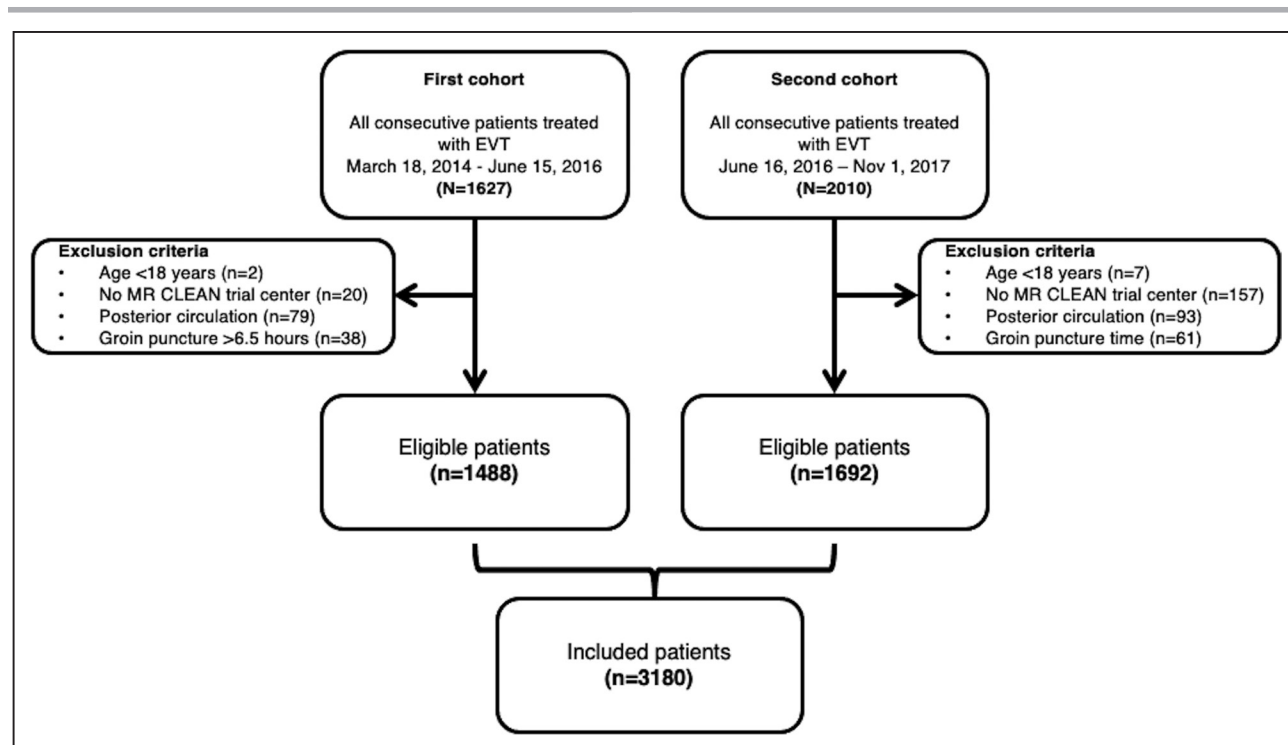 First cohort
All consecutive patients treated
with EVT
March 18, 2014 - June 15, 2016
(N=1627)
Second cohort
All consecutive patients treated
with EVT
June 16, 2016 – Nov 1, 2017
(N=2010)
Exclusion criteria
• Age <18 years (n=2)
• No MR CLEAN trial center (n=20)
• Posterior circulation (n=79)
• Groin puncture >6.5 hours (n=38)
Exclusion criteria
• Age <18 years (n=7)
• No MR CLEAN trial center (n=157)
• Posterior circulation (n=93)
• Groin puncture time (n=61)
Eligible patients
(n=1488)
Eligible patients
(n=1692)
Included patients
(n=3180)